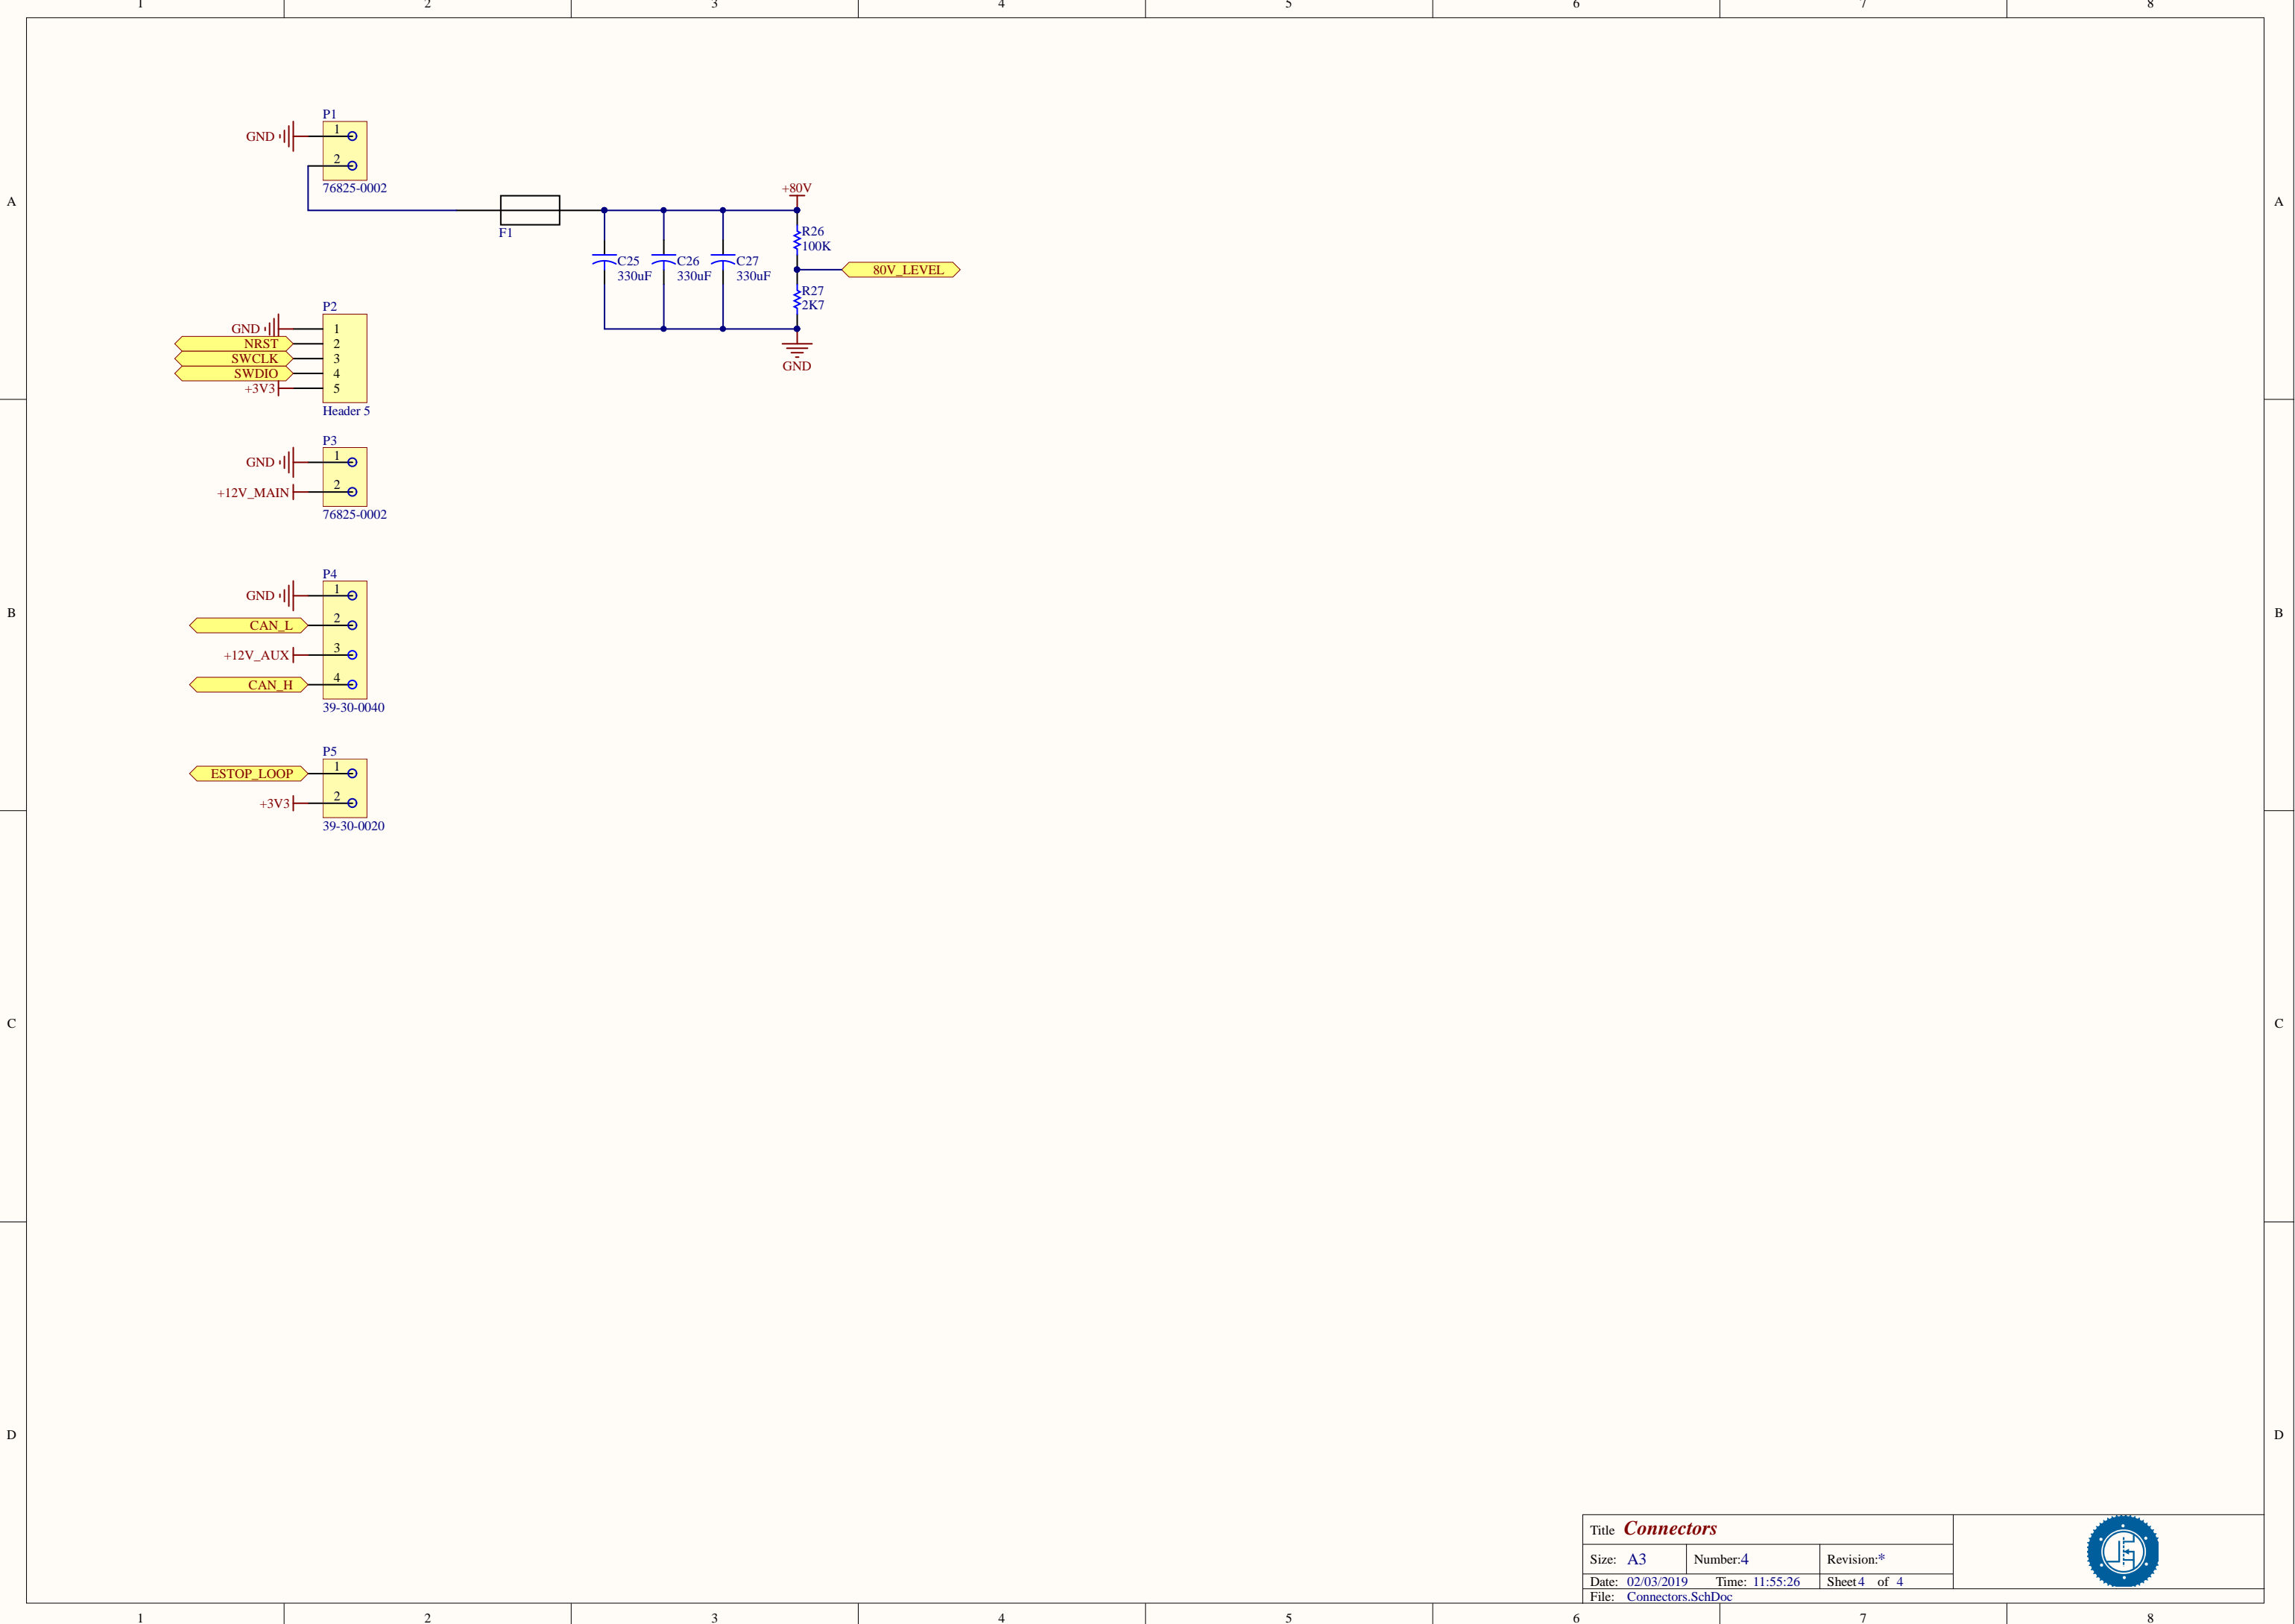 1 2 3 4 5 6 7 8
P1
GND 1
2
76825-0002
A A
+80V
F1
R26
100K
C25 C26 C27
330uF 330uF 330uF
80V_LEVEL
R27
2K7
GND
P2
GND 1
NRST 2
SWCLK 3
SWDIO 4
+3V3 5
Header 5
P3
GND 1
+12V_MAIN 2
76825-0002
P4
GND 1
B B
CAN_L 2
+12V_AUX 3
CAN_H 4
39-30-0040
P5
ESTOP_LOOP 1
+3V3 2
39-30-0020
C C
D D
Title Connectors
Size: A3 Number:4 Revision:*
Date: 02/03/2019 Time: 11:55:26 Sheet 4 of 4
File: Connectors.SchDoc
1 2 3 4 5 6 7 8